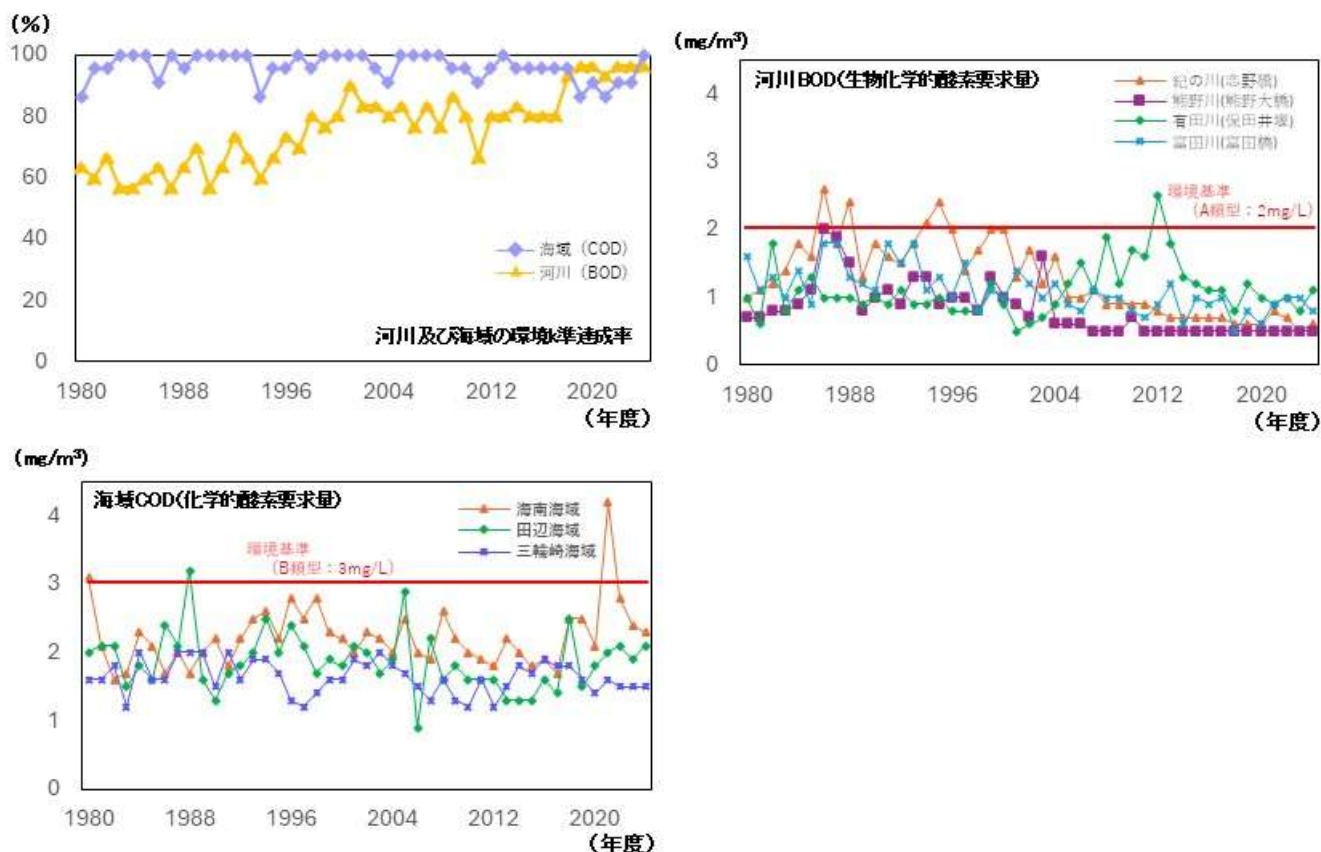 (%)
100
80
60
40
20
0
海域（COD）
河川（BOD）
河川及び海域の環境基準達成率
1980 1988 1996 2004 2012 2020
（年度）
(mg/m³)
河川BOD(生物化学的酸素要求量)
紀の川(恋野橋)
熊野川(熊野大橋)
有田川(保田井堰)
富田川(富田橋)
環境基準
（A類型：2mg/L）
4
3
2
1
0
1980 1988 1996 2004 2012 2020
（年度）
(mg/m³)
海域COD(化学的酸素要求量)
海南海域
田辺海域
三輪崎海域
環境基準
（B類型：3mg/L）
4
3
2
1
0
1980 1988 1996 2004 2012 2020
（年度）